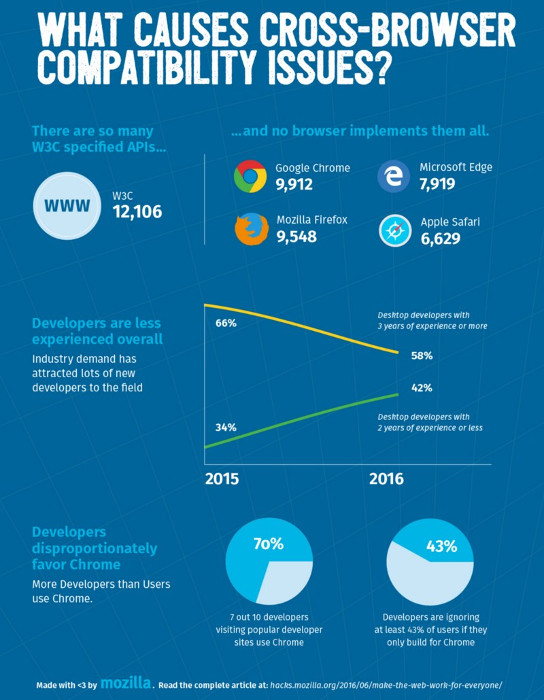 WHAT CAUSES CROSS-BROWSER
COMPATIBILITY ISSUES?
There are so many
W3C specified APIs...
...and no browser implements them all.
WWW
W3C
12,106
Google Chrome
9,912
Microsoft Edge
7,919
Mozilla Firefox
9,548
Apple Safari
6,629
Developers are less
experienced overall
Industry demand has
attracted lots of new
developers to the field
66%
Desktop developers with
3 years of experience or more
58%
42%
34%
Desktop developers with
2 years of experience or less
2015
2016
Developers
disproportionately
favor Chrome
More Developers than Users
use Chrome.
70%
7 out 10 developers
visiting popular developer
sites use Chrome
43%
Developers are ignoring
at least 43% of users if they
only build for Chrome
Made with <3 by mozilla. Read the complete article at: hacks.mozilla.org/2016/06/make-the-web-work-for-everyone/